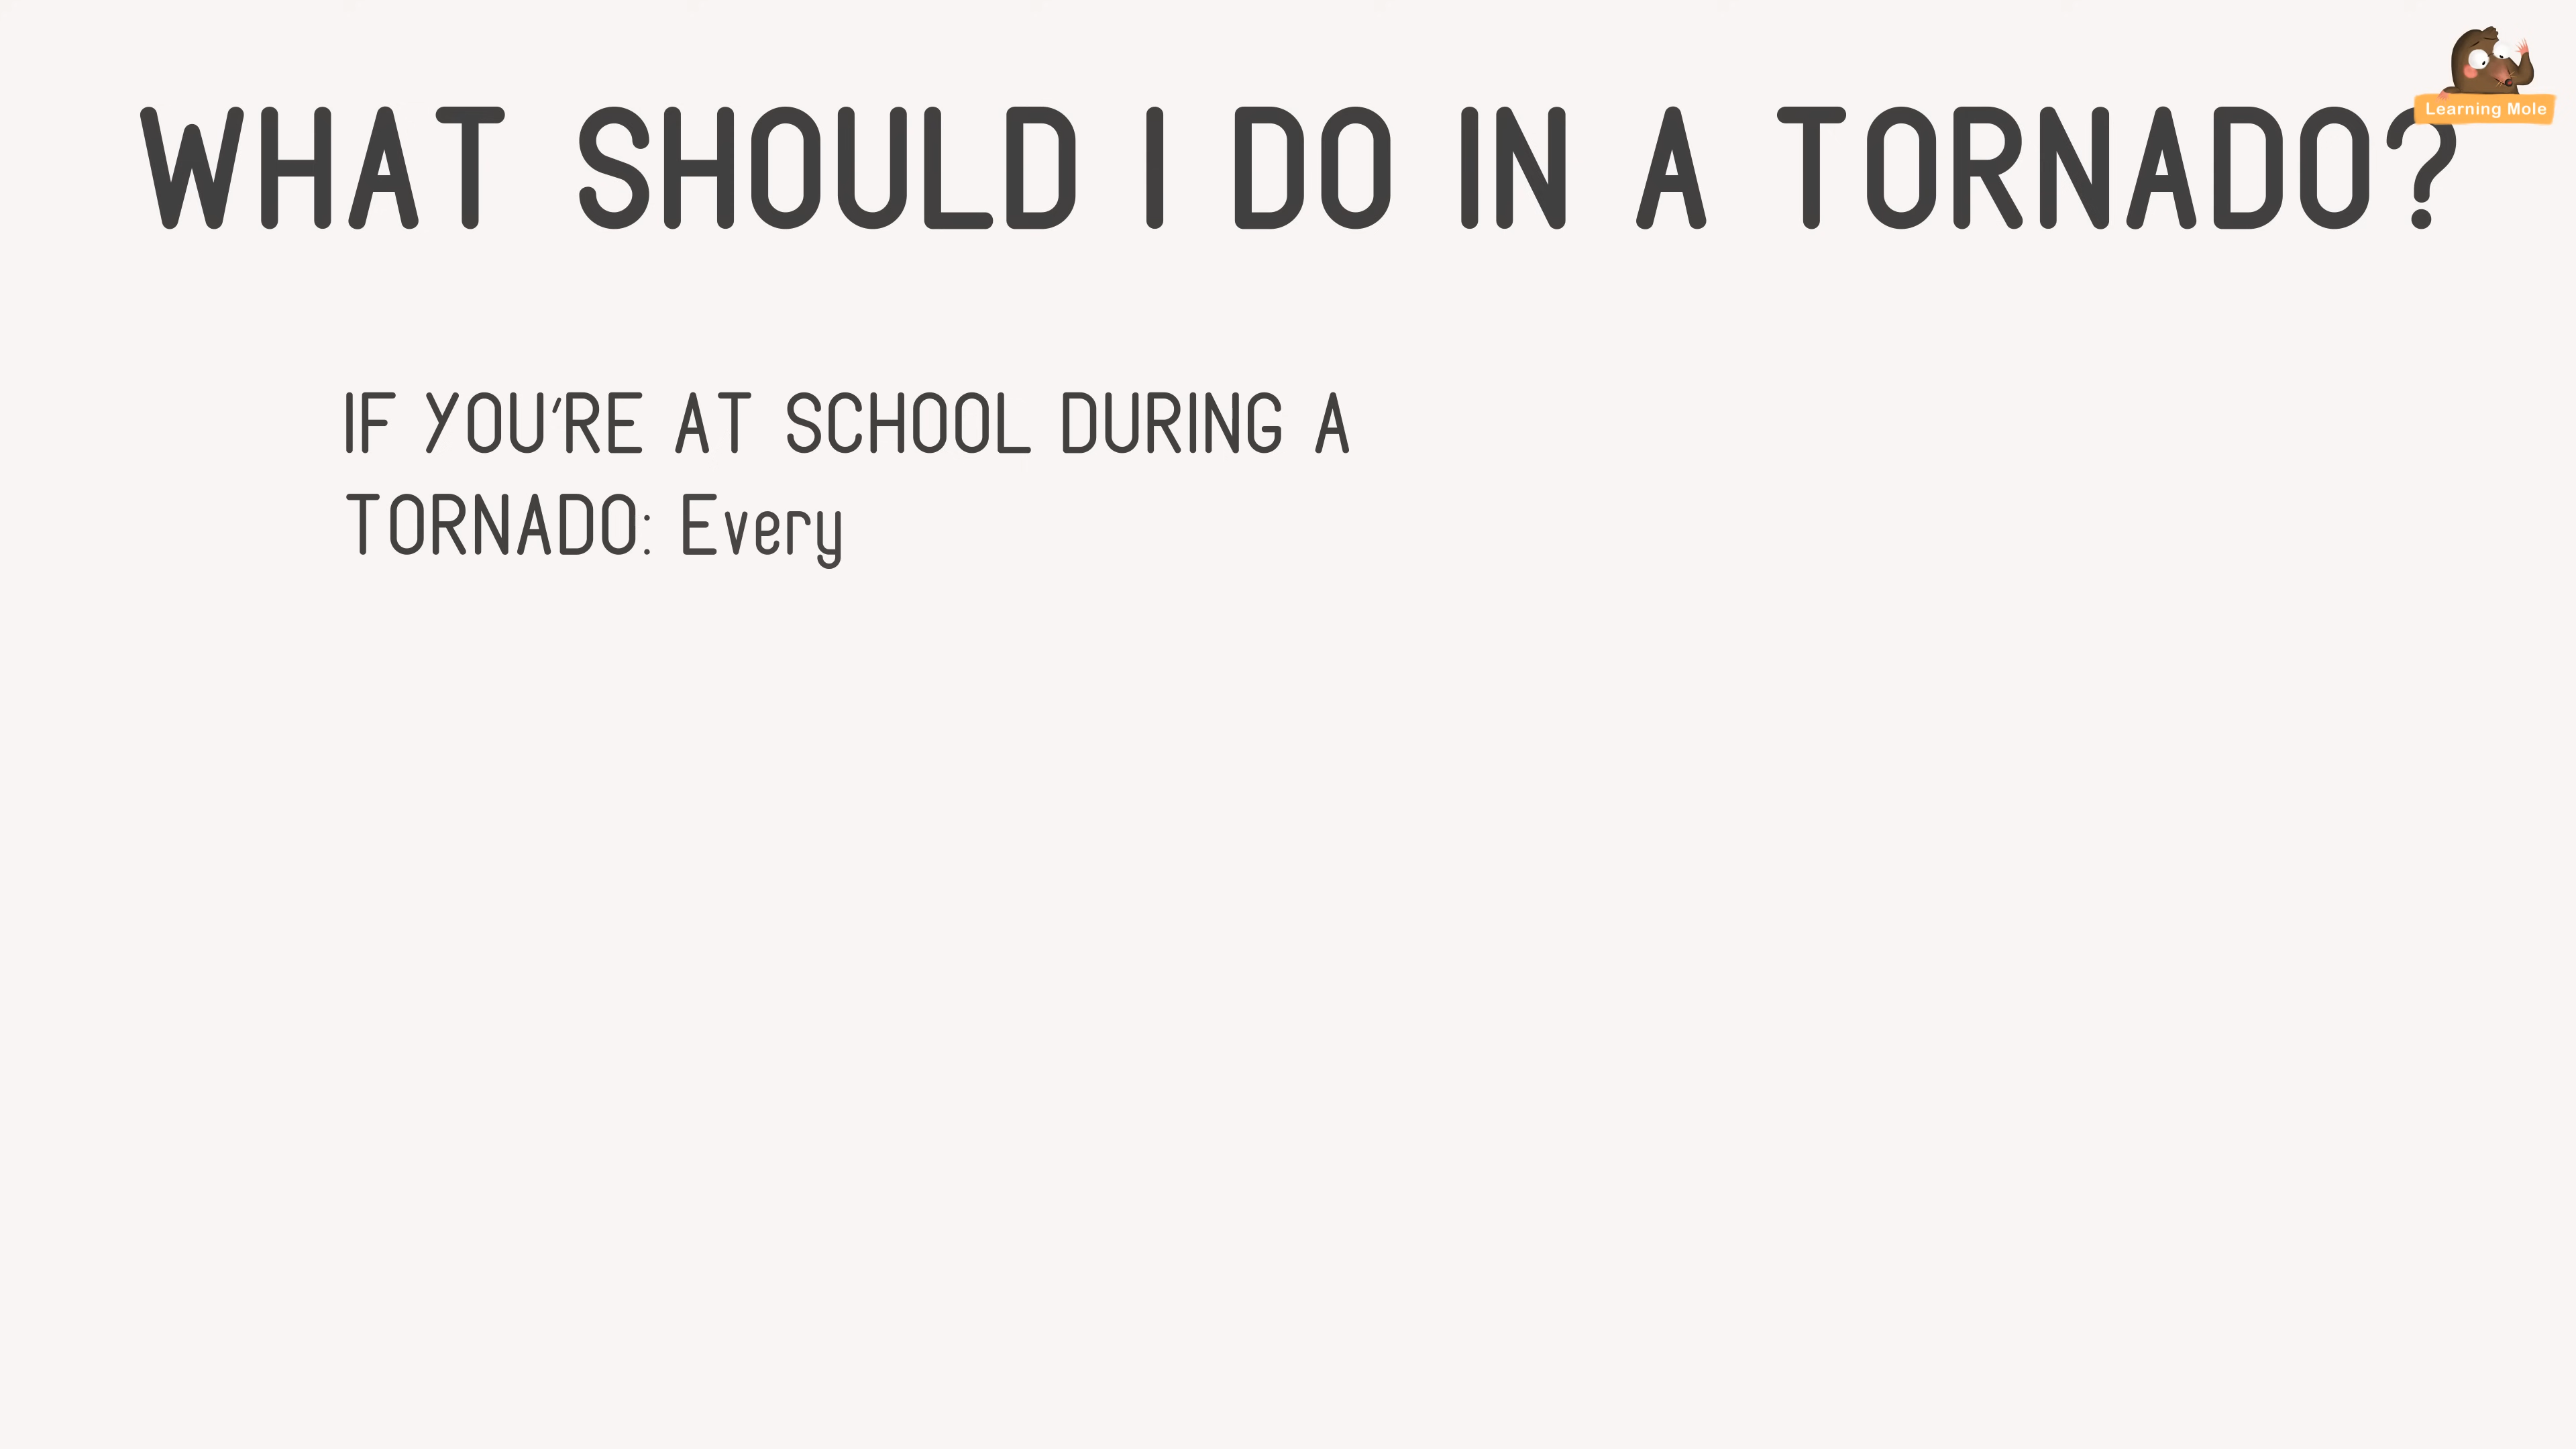 Learning Mole
WHAT SHOULD I DO IN A TORNADO?
IF YOU'RE AT SCHOOL DURING A
TORNADO: Every